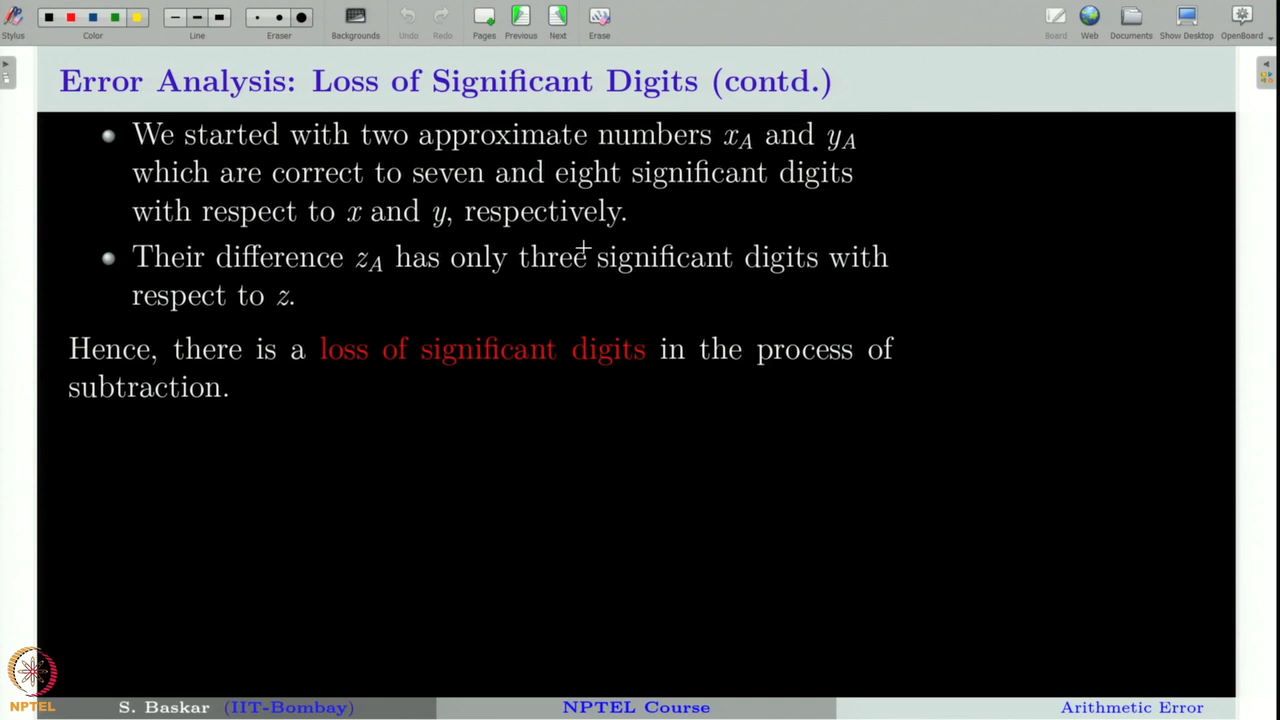 Stylus
Color
Line
Eraser
Backgrounds
Undo
Redo
Pages
Previous
Next
Erase
Board
Web
Documents
Show Desktop
OpenBoard
Error Analysis: Loss of Significant Digits (contd.)
We started with two approximate numbers x_A and y_A
which are correct to seven and eight significant digits
with respect to x and y, respectively.
Their difference z_A has only three significant digits with
respect to z.
Hence, there is a loss of significant digits in the process of
subtraction.
NPTEL
S. Baskar (IIT-Bombay)
NPTEL Course
Arithmetic Error